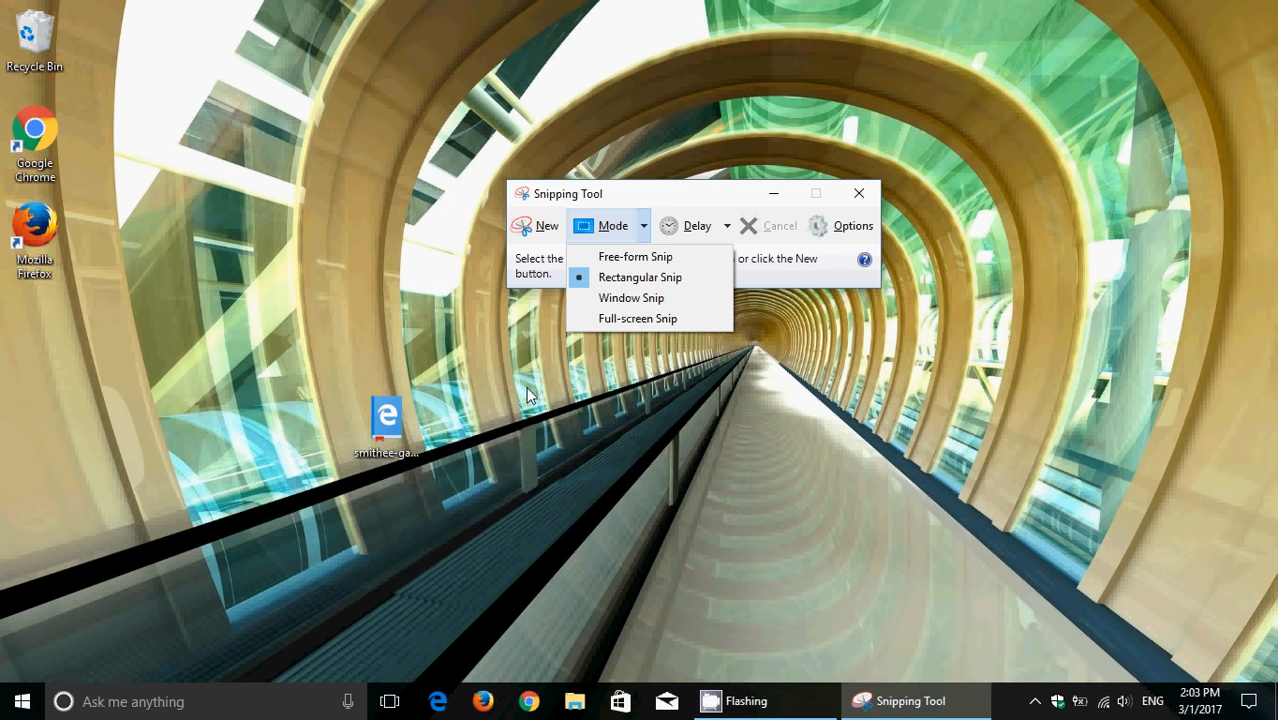 Recycle Bin
Google
Chrome
Mozilla
Firefox
smithee-ga...
Snipping Tool
New
Mode
Delay
Cancel
Options
Select the
or click the New
button.
Free-form Snip
Rectangular Snip
Window Snip
Full-screen Snip
Ask me anything
Flashing
Snipping Tool
ENG
2:03 PM
3/1/2017